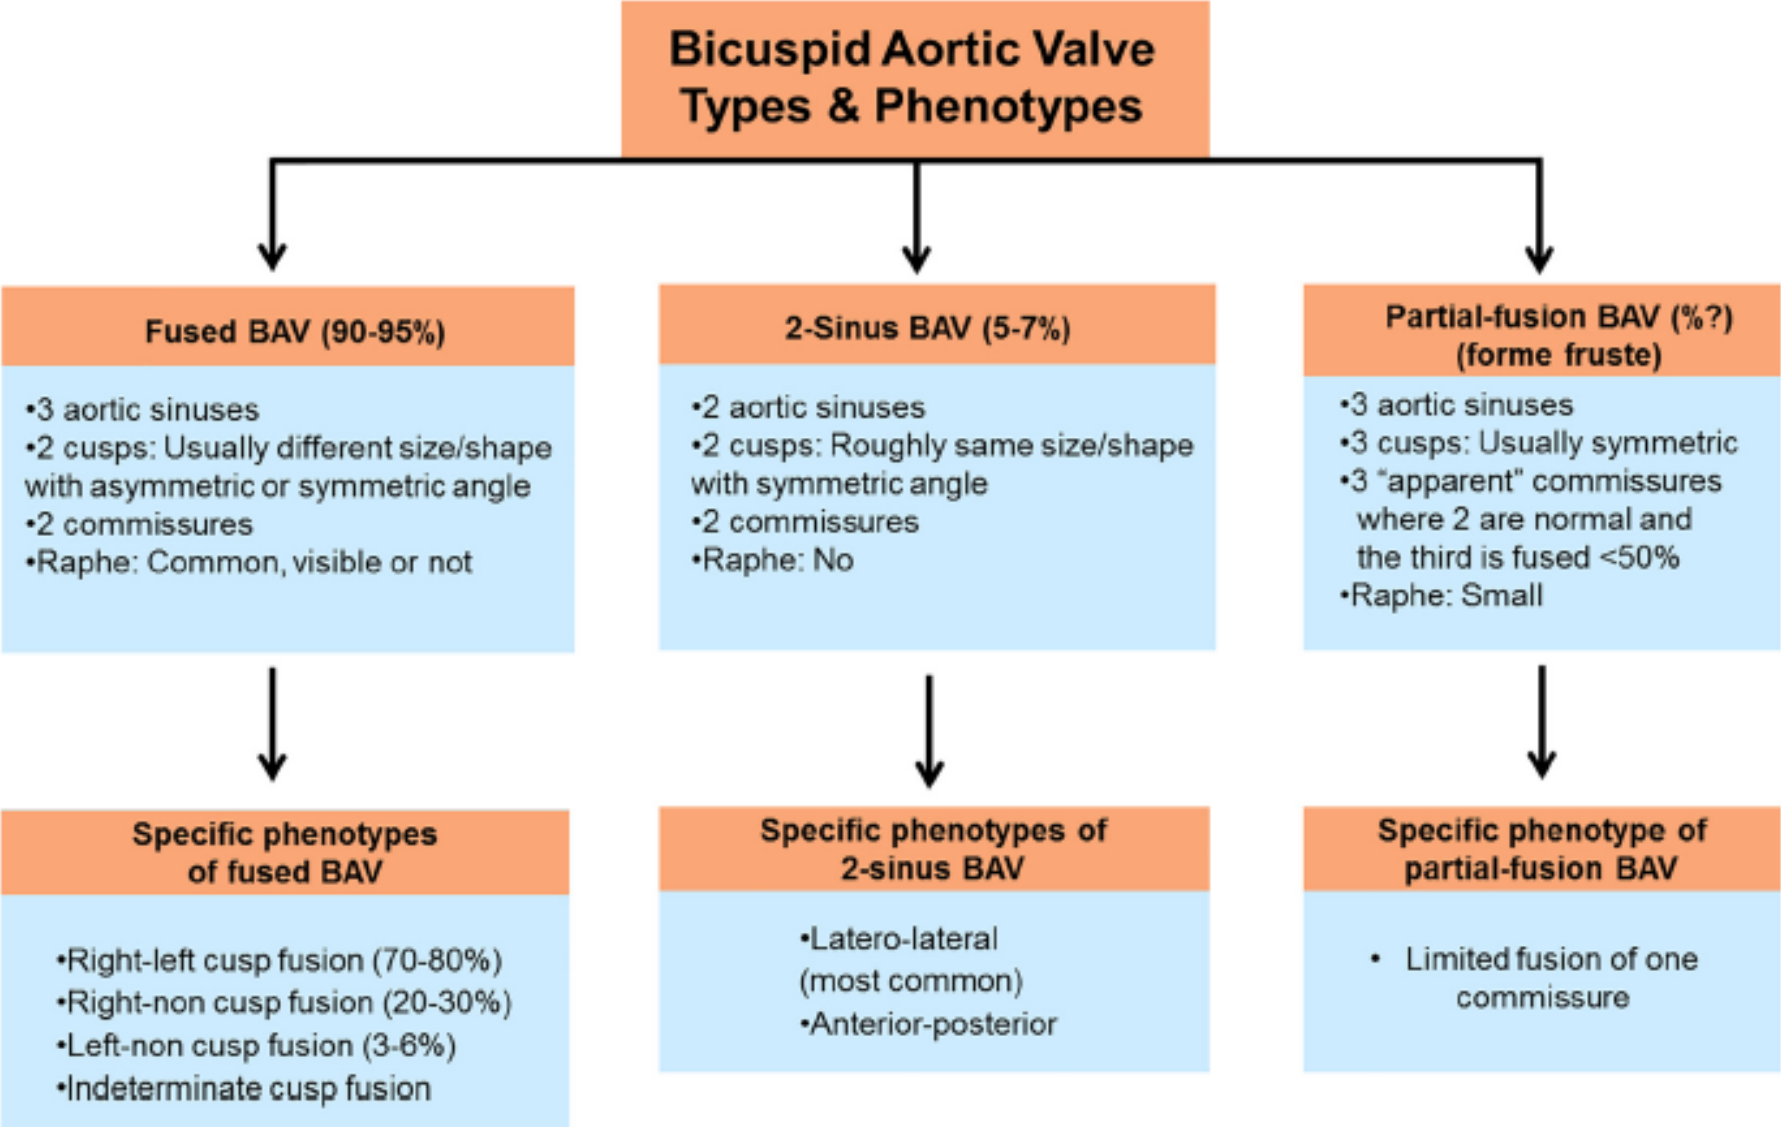 Bicuspid Aortic Valve
Types & Phenotypes
Fused BAV (90-95%)
•3 aortic sinuses
•2 cusps: Usually different size/shape
with asymmetric or symmetric angle
•2 commissures
•Raphe: Common, visible or not
2-Sinus BAV (5-7%)
•2 aortic sinuses
•2 cusps: Roughly same size/shape
with symmetric angle
•2 commissures
•Raphe: No
Partial-fusion BAV (%?)
(forme fruste)
•3 aortic sinuses
•3 cusps: Usually symmetric
•3 “apparent” commissures
where 2 are normal and
the third is fused <50%
•Raphe: Small
Specific phenotypes
of fused BAV
•Right-left cusp fusion (70-80%)
•Right-non cusp fusion (20-30%)
•Left-non cusp fusion (3-6%)
•Indeterminate cusp fusion
Specific phenotypes of
2-sinus BAV
•Latero-lateral
(most common)
•Anterior-posterior
Specific phenotype of
partial-fusion BAV
• Limited fusion of one
commissure